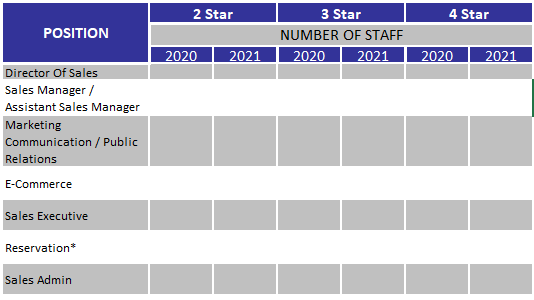 POSITION
2 Star
3 Star
4 Star
NUMBER OF STAFF
2020
2021
2020
2021
2020
2021
Director Of Sales
Sales Manager /
Assistant Sales Manager
Marketing
Communication / Public
Relations
E-Commerce
Sales Executive
Reservation*
Sales Admin